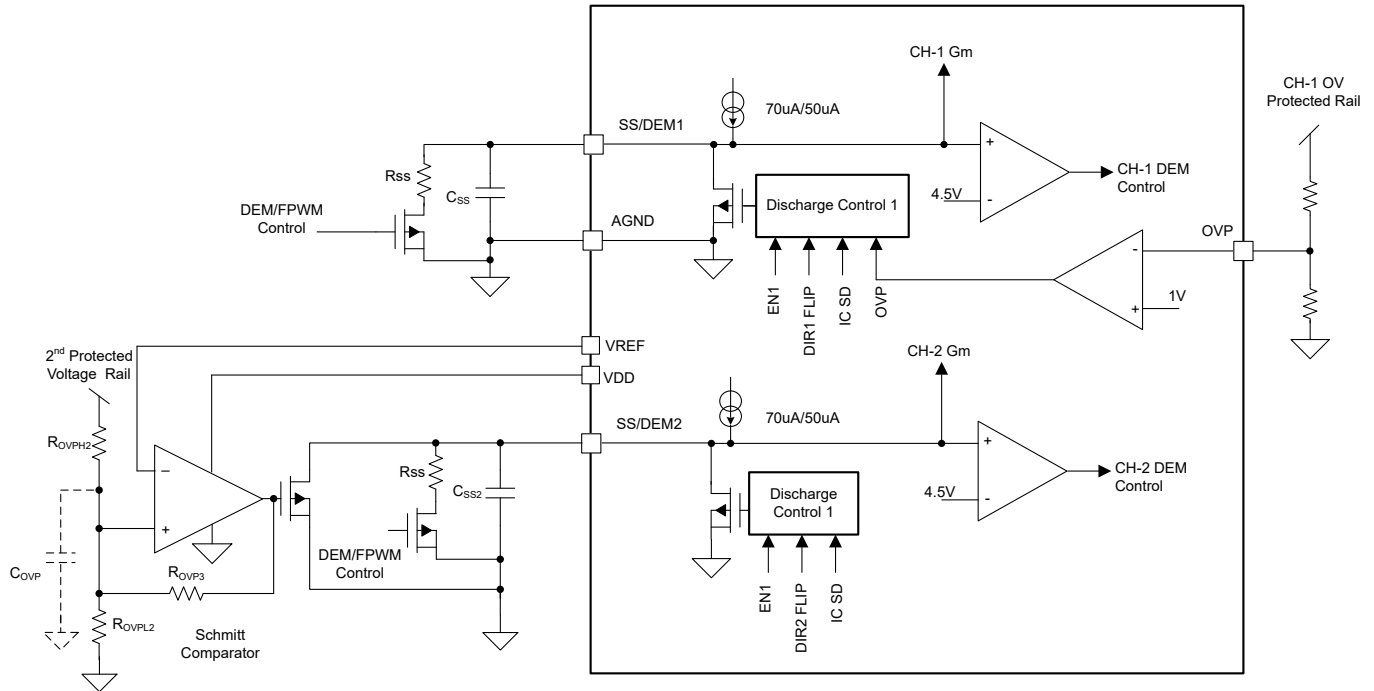 CH-1 Gm
CH-1 OV
Protected Rail
70uA/50uA
SS/DEM1
+
CH-1 DEM
Control
4.5V
-
Rss
CSS
DEM/FPWM
Control
Discharge Control 1
AGND
OVP
-
+
1V
EN1
DIR1 FLIP
IC SD
OVP
VREF
2nd Protected
Voltage Rail
VDD
CH-2 Gm
70uA/50uA
SS/DEM2
ROVPH2
+
CH-2 DEM
Control
4.5V
-
Rss
CSS2
Discharge
Control 1
–
+
DEM/FPWM
Control
COVP
ROVP3
EN1
DIR2 FLIP
IC SD
ROVPL2
Schmitt
Comparator